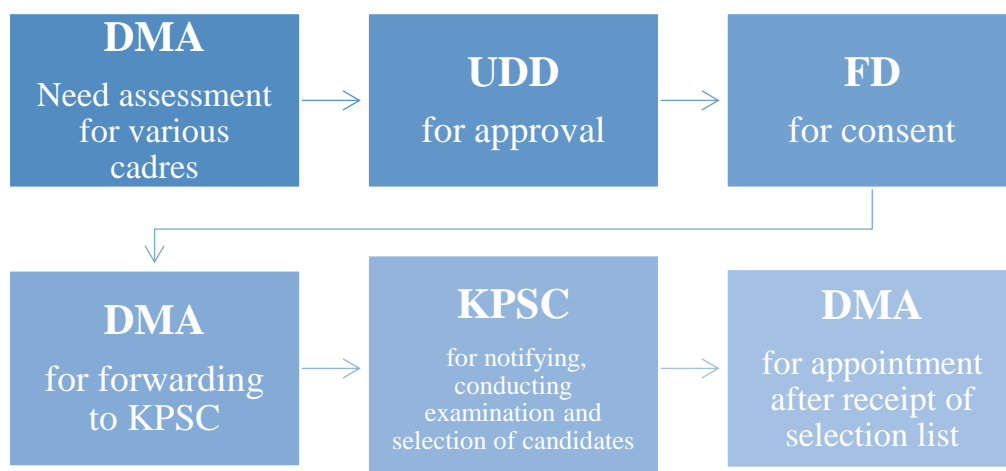 DMA
Need assessment
for various
cadres
UDD
for approval
FD
for consent
DMA
for forwarding
to KPSC
KPSC
for notifying,
conducting
examination and
selection of candidates
DMA
for appointment
after receipt of
selection list